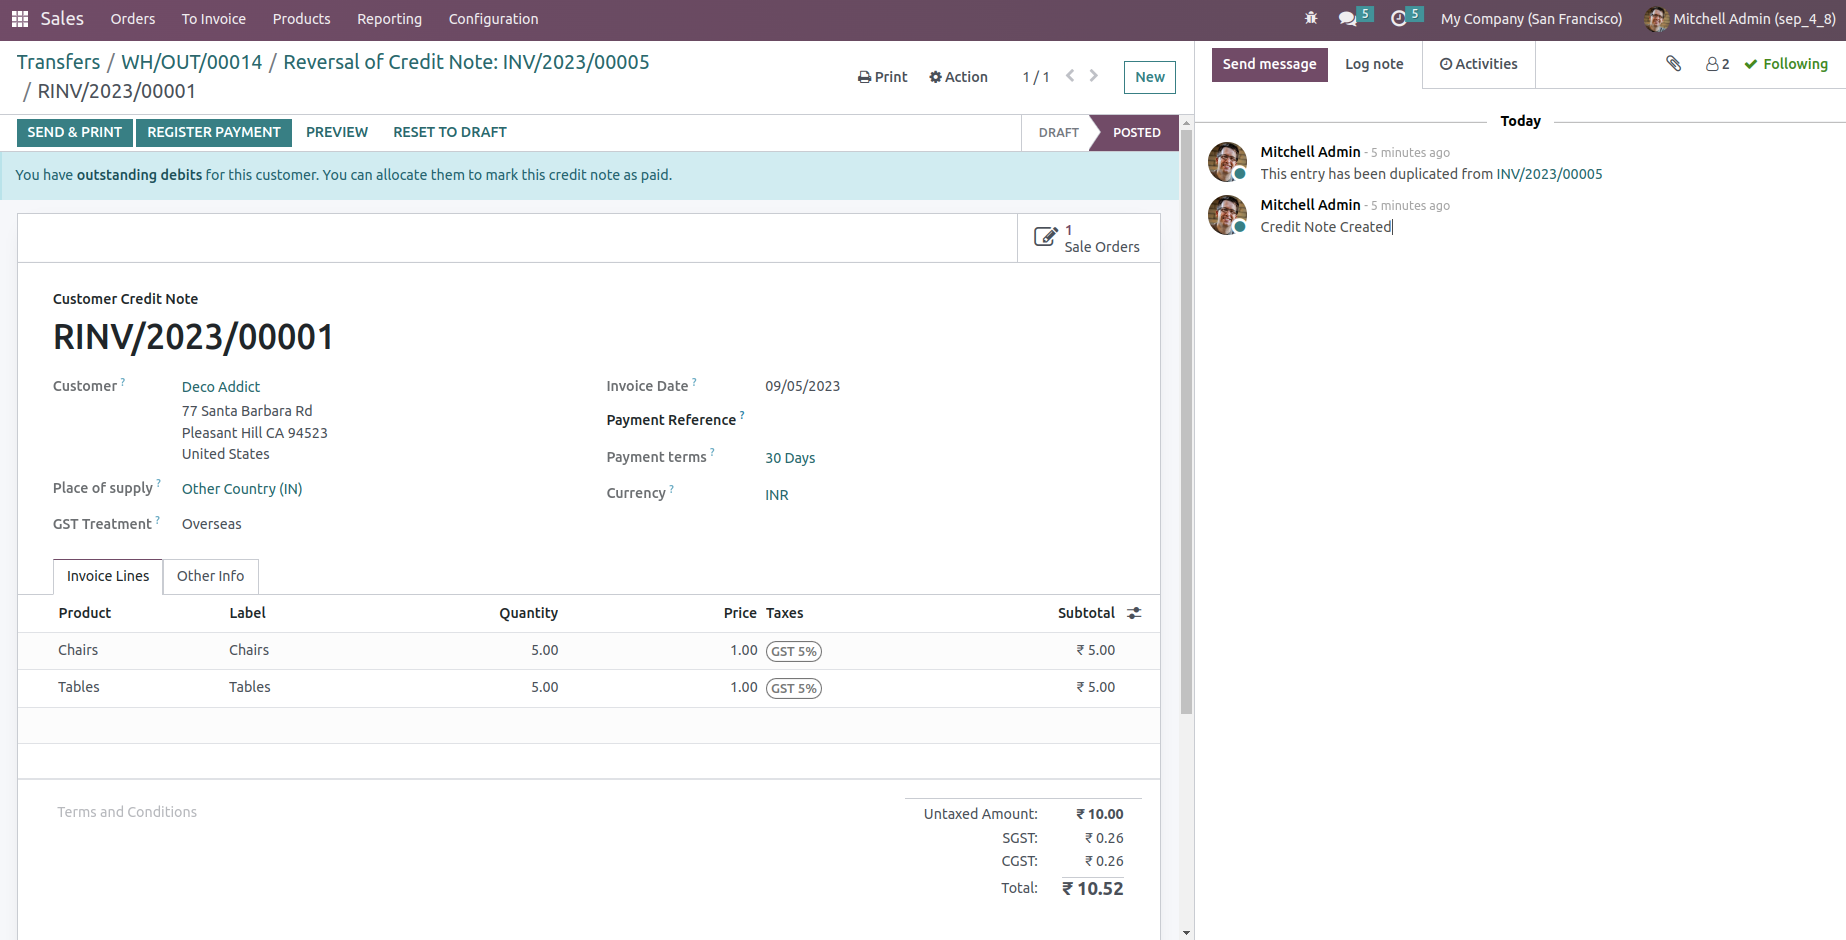 Sales Orders To Invoice Products Reporting Configuration 5 5 My Company (San Francisco) Mitchell Admin (sep_4_8)
Transfers / WH/OUT/00014 / Reversal of Credit Note: INV/2023/00005
/ RINV/2023/00001
Print Action 1 / 1 New
SEND & PRINT REGISTER PAYMENT PREVIEW RESET TO DRAFT DRAFT POSTED
You have outstanding debits for this customer. You can allocate them to mark this credit note as paid.
1
Sale Orders
Customer Credit Note
RINV/2023/00001
Customer ? Deco Addict
77 Santa Barbara Rd
Pleasant Hill CA 94523
United States
Place of supply ? Other Country (IN)
GST Treatment ? Overseas
Invoice Date ? 09/05/2023
Payment Reference ?
Payment terms ? 30 Days
Currency ? INR
Invoice Lines Other Info
Product Label Quantity Price Taxes Subtotal
Chairs Chairs 5.00 1.00 GST 5% ₹ 5.00
Tables Tables 5.00 1.00 GST 5% ₹ 5.00
Terms and Conditions
Untaxed Amount: ₹ 10.00
SGST: ₹ 0.26
CGST: ₹ 0.26
Total: ₹ 10.52
Send message Log note Activities 2 Following
Today
Mitchell Admin - 5 minutes ago
This entry has been duplicated from INV/2023/00005
Mitchell Admin - 5 minutes ago
Credit Note Created